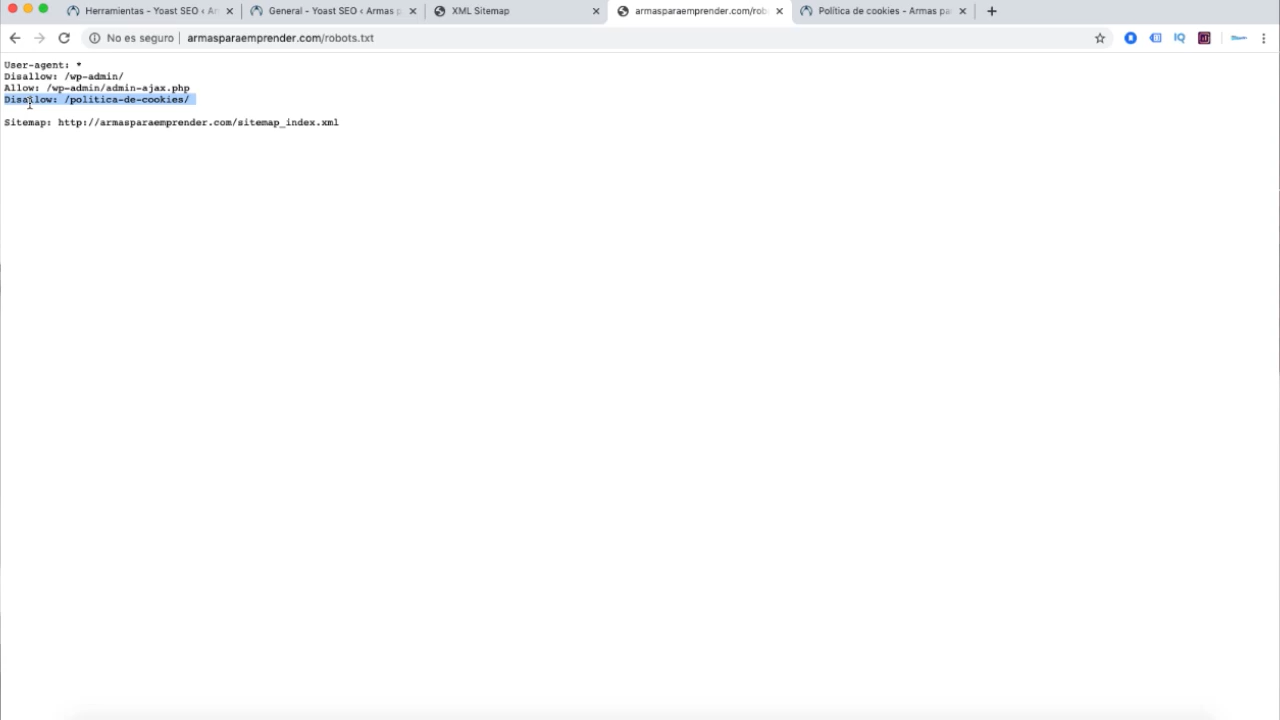 Herramientas - Yoast SEO ‹ Ar
General - Yoast SEO ‹ Armas p
XML Sitemap
armasparaemprender.com/rob
Política de cookies - Armas pa
No es seguro
armasparaemprender.com/robots.txt
IQ
User-agent: *
Disallow: /wp-admin/
Allow: /wp-admin/admin-ajax.php
Disallow: /politica-de-cookies/
Sitemap: http://armasparaemprender.com/sitemap_index.xml